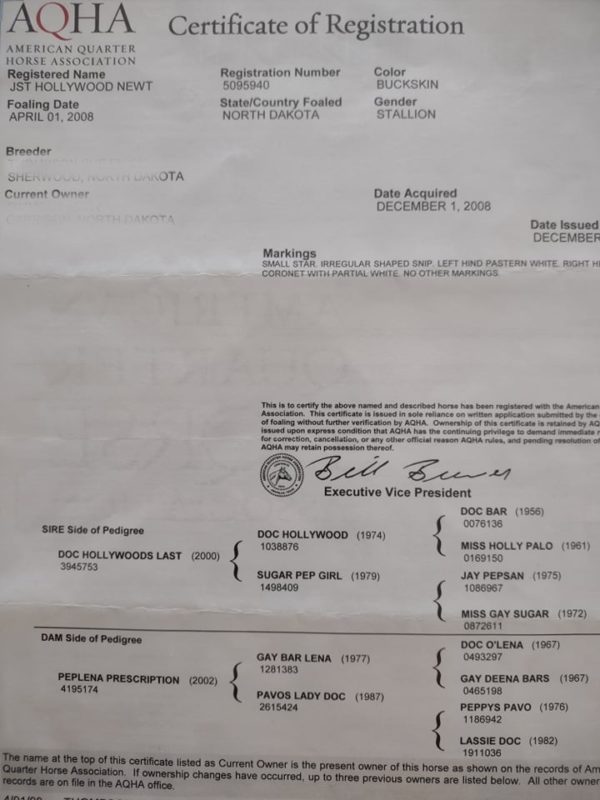 AQHA
Certificate of Registration
AMERICAN QUARTER
HORSE ASSOCIATION
Registered Name
JST HOLLYWOOD NEWT
Registration Number
5095940
Color
BUCKSKIN
Foaling Date
APRIL 01, 2008
State/Country Foaled
NORTH DAKOTA
Gender
STALLION
Breeder
SHERWOOD, NORTH DAKOTA
Current Owner
NORTH DAKOTA
Date Acquired
DECEMBER 1, 2008
Date Issued
DECEMBER
Markings
SMALL STAR. IRREGULAR SHAPED SNIP. LEFT HIND PASTERN WHITE. RIGHT HI
CORONET WITH PARTIAL WHITE. NO OTHER MARKINGS.
This is to certify the above named and described horse has been registered with the American
Association. This certificate is issued in sole reliance on written application submitted by the
of foaling without further verification by AQHA. Ownership of this certificate is retained by AQ
issued upon express condition that AQHA has the continuing privilege to demand immediate r
for correction, cancellation, or any other official reason AQHA rules, and pending resolution of
AQHA may retain possession thereof.
Bill Brewer
Executive Vice President
SIRE Side of Pedigree
DOC HOLLYWOODS LAST (2000)
3945753
DOC HOLLYWOOD (1974)
1038876
SUGAR PEP GIRL (1979)
1498409
DOC BAR (1956)
0076136
MISS HOLLY PALO (1961)
0169150
JAY PEPSAN (1975)
1086967
MISS GAY SUGAR (1972)
0872611
DAM Side of Pedigree
PEPLENA PRESCRIPTION (2002)
4195174
GAY BAR LENA (1977)
1281383
PAVOS LADY DOC (1987)
2615424
DOC O'LENA (1967)
0493297
GAY DEENA BARS (1967)
0465198
PEPPYS PAVO (1976)
1186942
LASSIE DOC (1982)
1911036
The name at the top of this certificate listed as Current Owner is the present owner of this horse as shown on the records of Am
Quarter Horse Association. If ownership changes have occurred, up to three previous owners are listed below. All other owner
records are on file in the AQHA office.